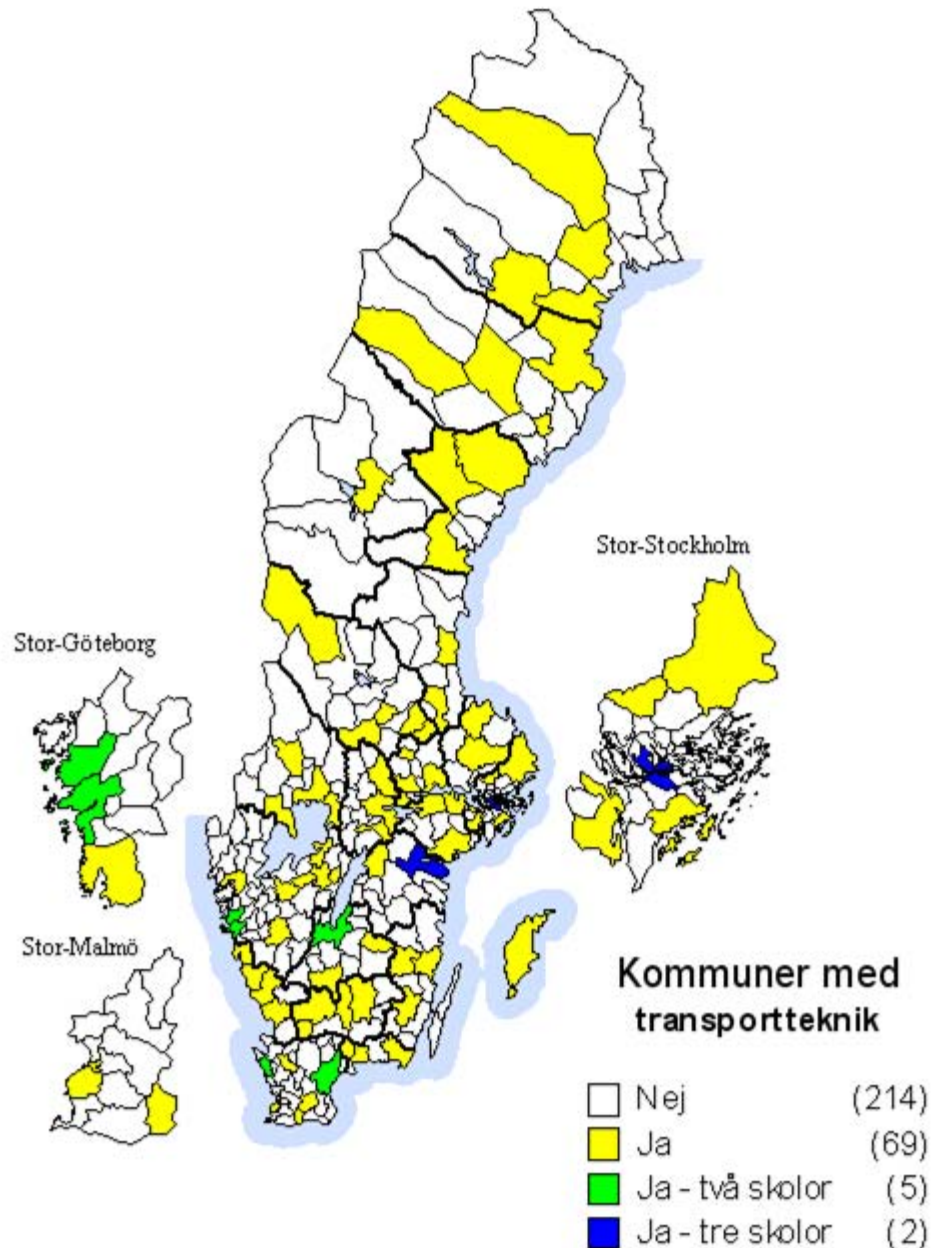 Stor-Stockholm
Stor-Göteborg
Stor-Malmö
Kommuner med
transportteknik
Nej (214)
Ja (69)
Ja - två skolor (5)
Ja - tre skolor (2)